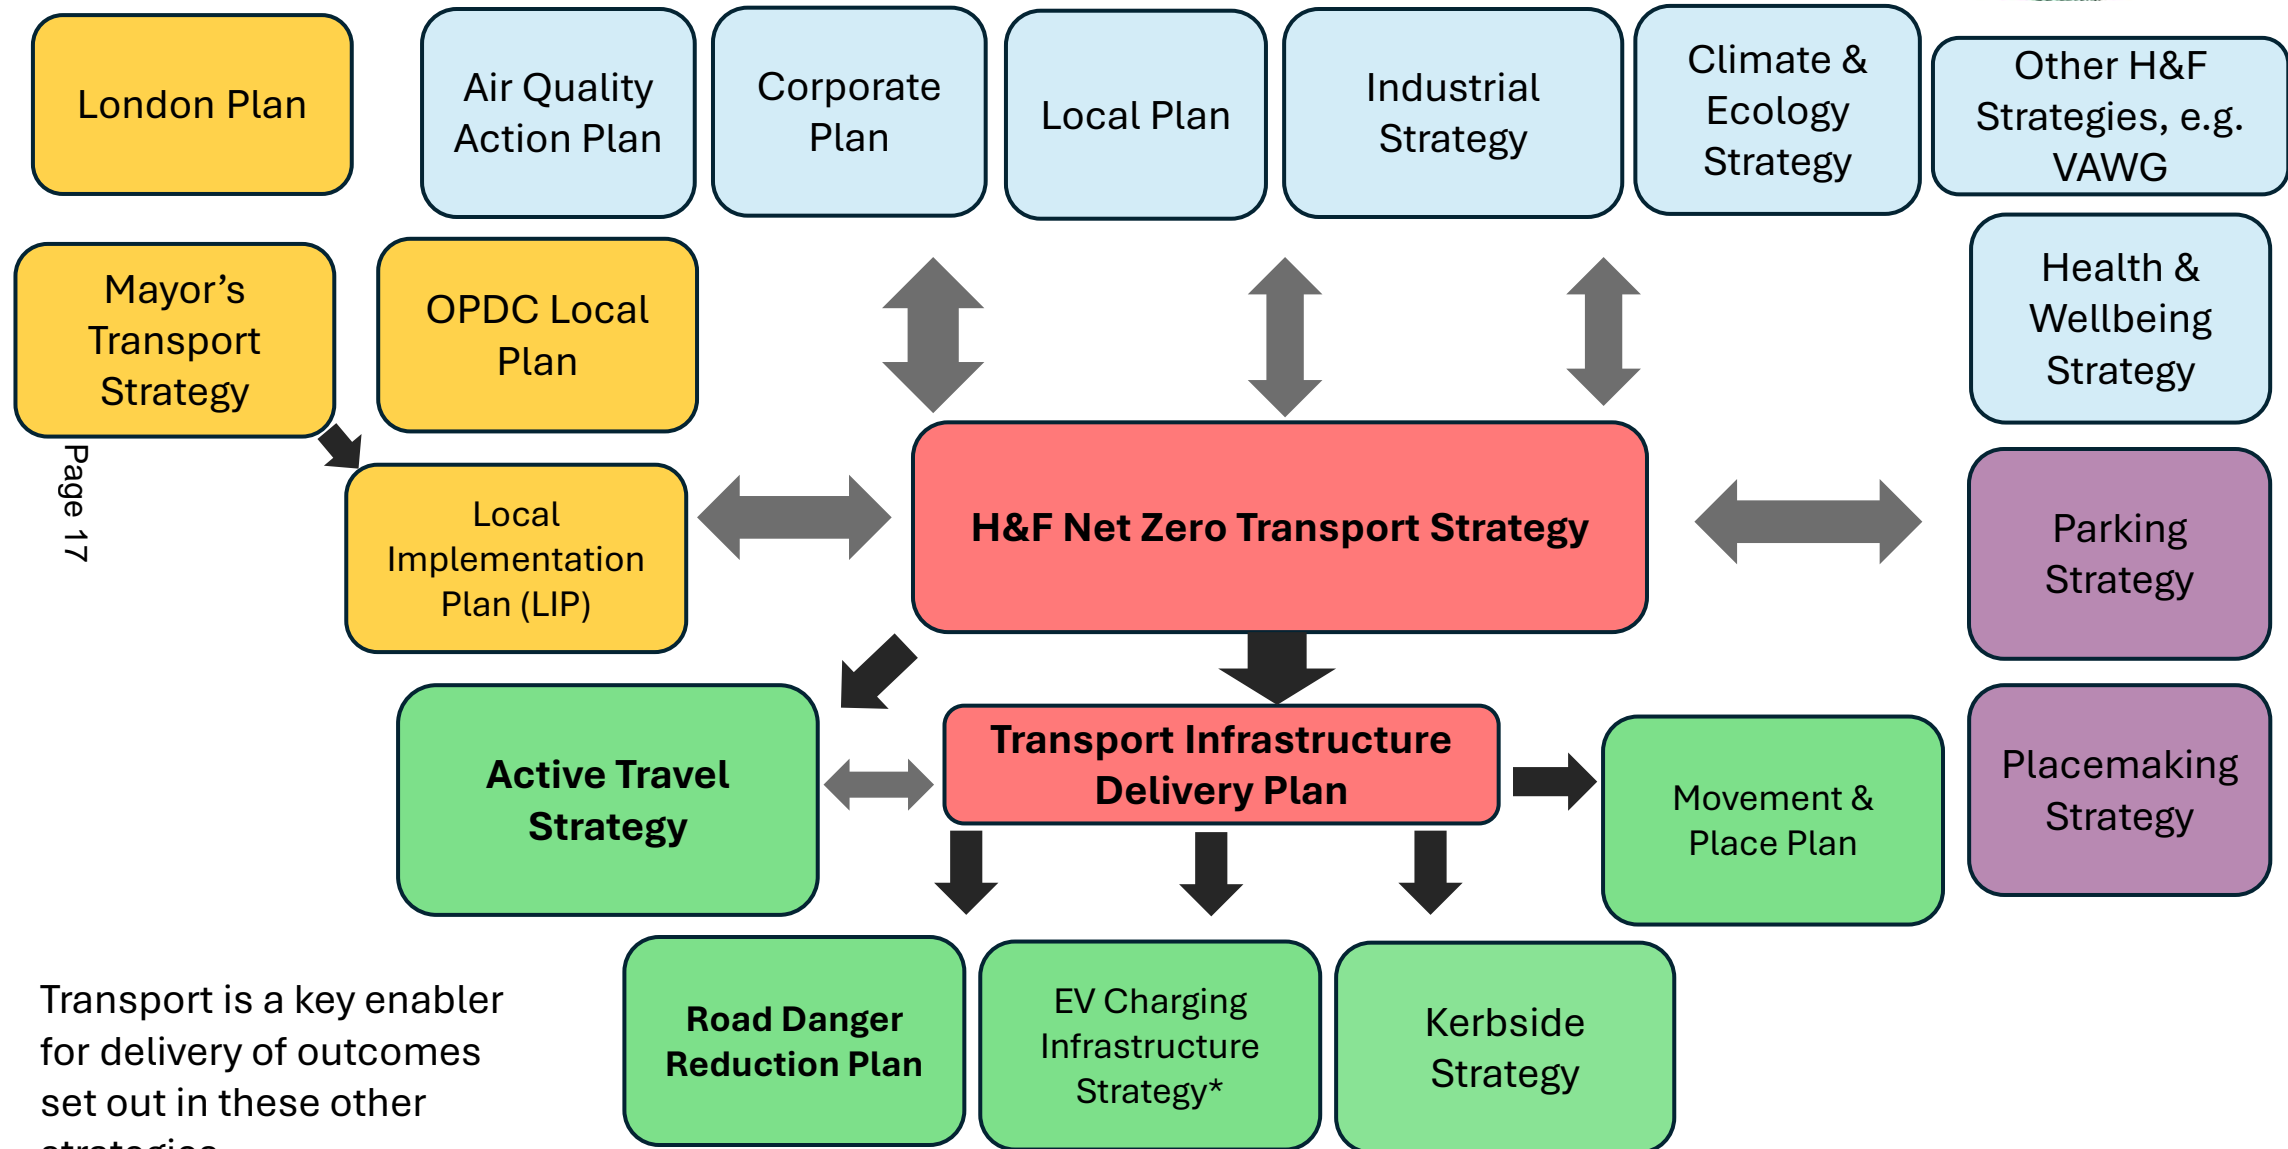 London Plan
Air Quality
Action Plan
Corporate
Plan
Local Plan
Industrial
Strategy
Climate &
Ecology
Strategy
Other H&F
Strategies, e.g.
VAWG
Mayor’s
Transport
Strategy
OPDC Local
Plan
Health &
Wellbeing
Strategy
Page 17
Local
Implementation
Plan (LIP)
H&F Net Zero Transport Strategy
Parking
Strategy
Active Travel
Strategy
Transport Infrastructure
Delivery Plan
Movement &
Place Plan
Placemaking
Strategy
Road Danger
Reduction Plan
EV Charging
Infrastructure
Strategy*
Kerbside
Strategy
Transport is a key enabler
for delivery of outcomes
set out in these other
strategies